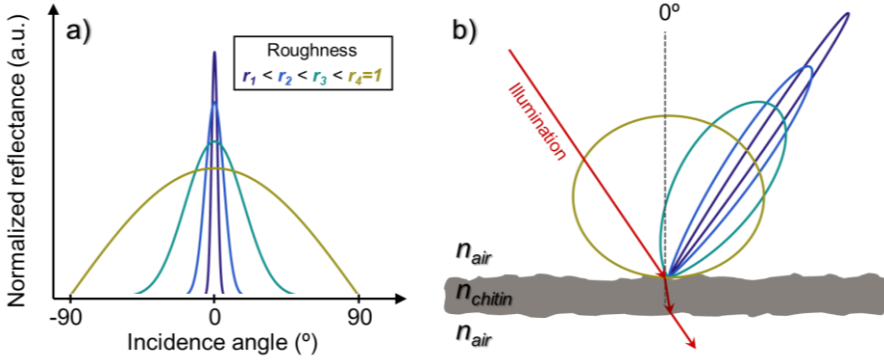 a)
Normalized reflectance (a.u.)
Roughness
r1 < r2 < r3 < r4=1
-90
0
90
Incidence angle (º)
b)
0º
Illumination
nair
nchitin
nair